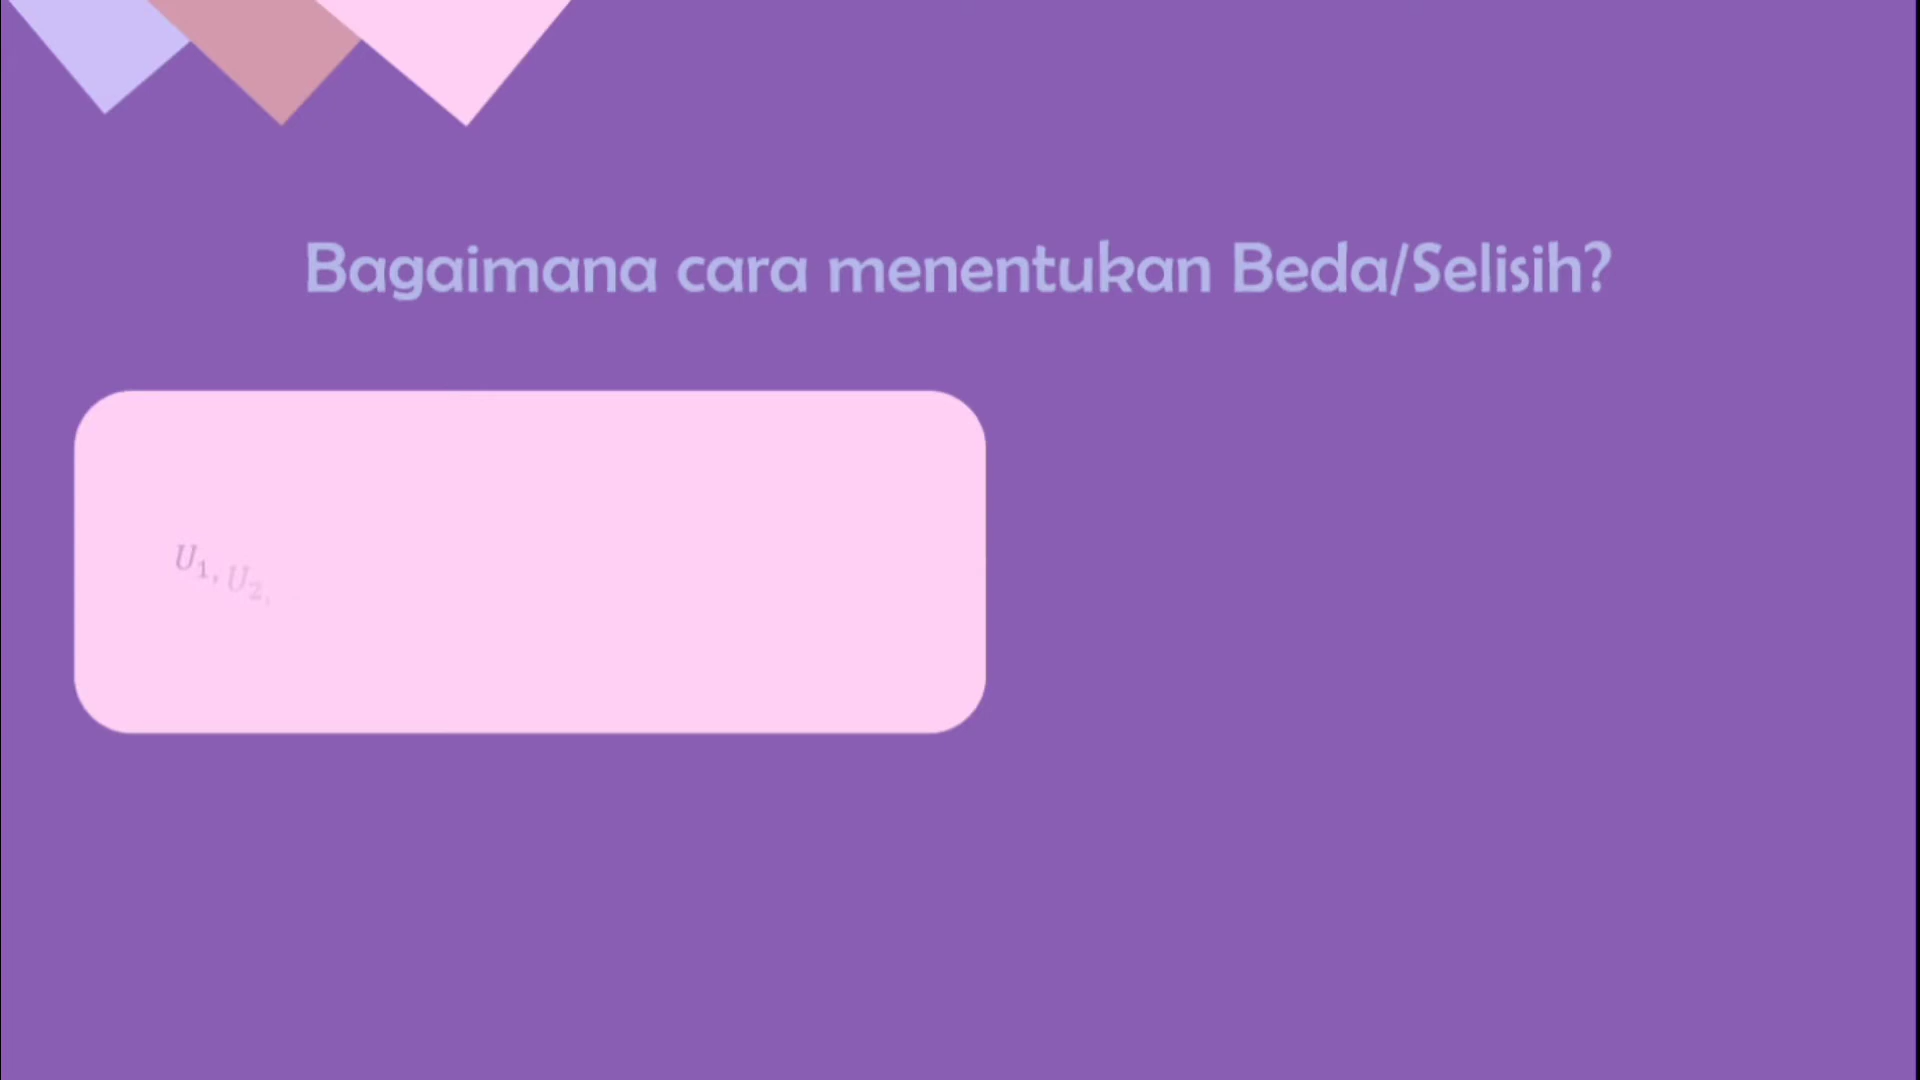 Bagaimana cara menentukan Beda/Selisih?
U₁, U₂,